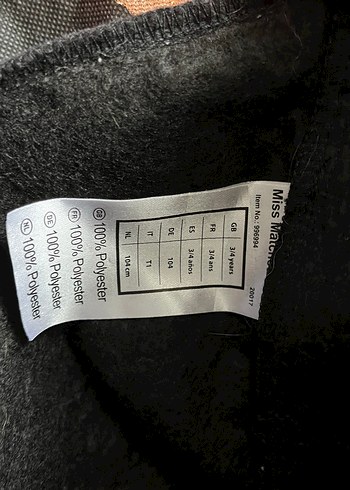 Miss
Item No.: 996994
20017
GB 3/4 years
FR 3/4 ans
ES 3/4 años
DE 104
IT T1
NL 104 cm
GB 100% Polyester
FR 100% Polyester
DE 100% Polyester
NL 100% Polyester